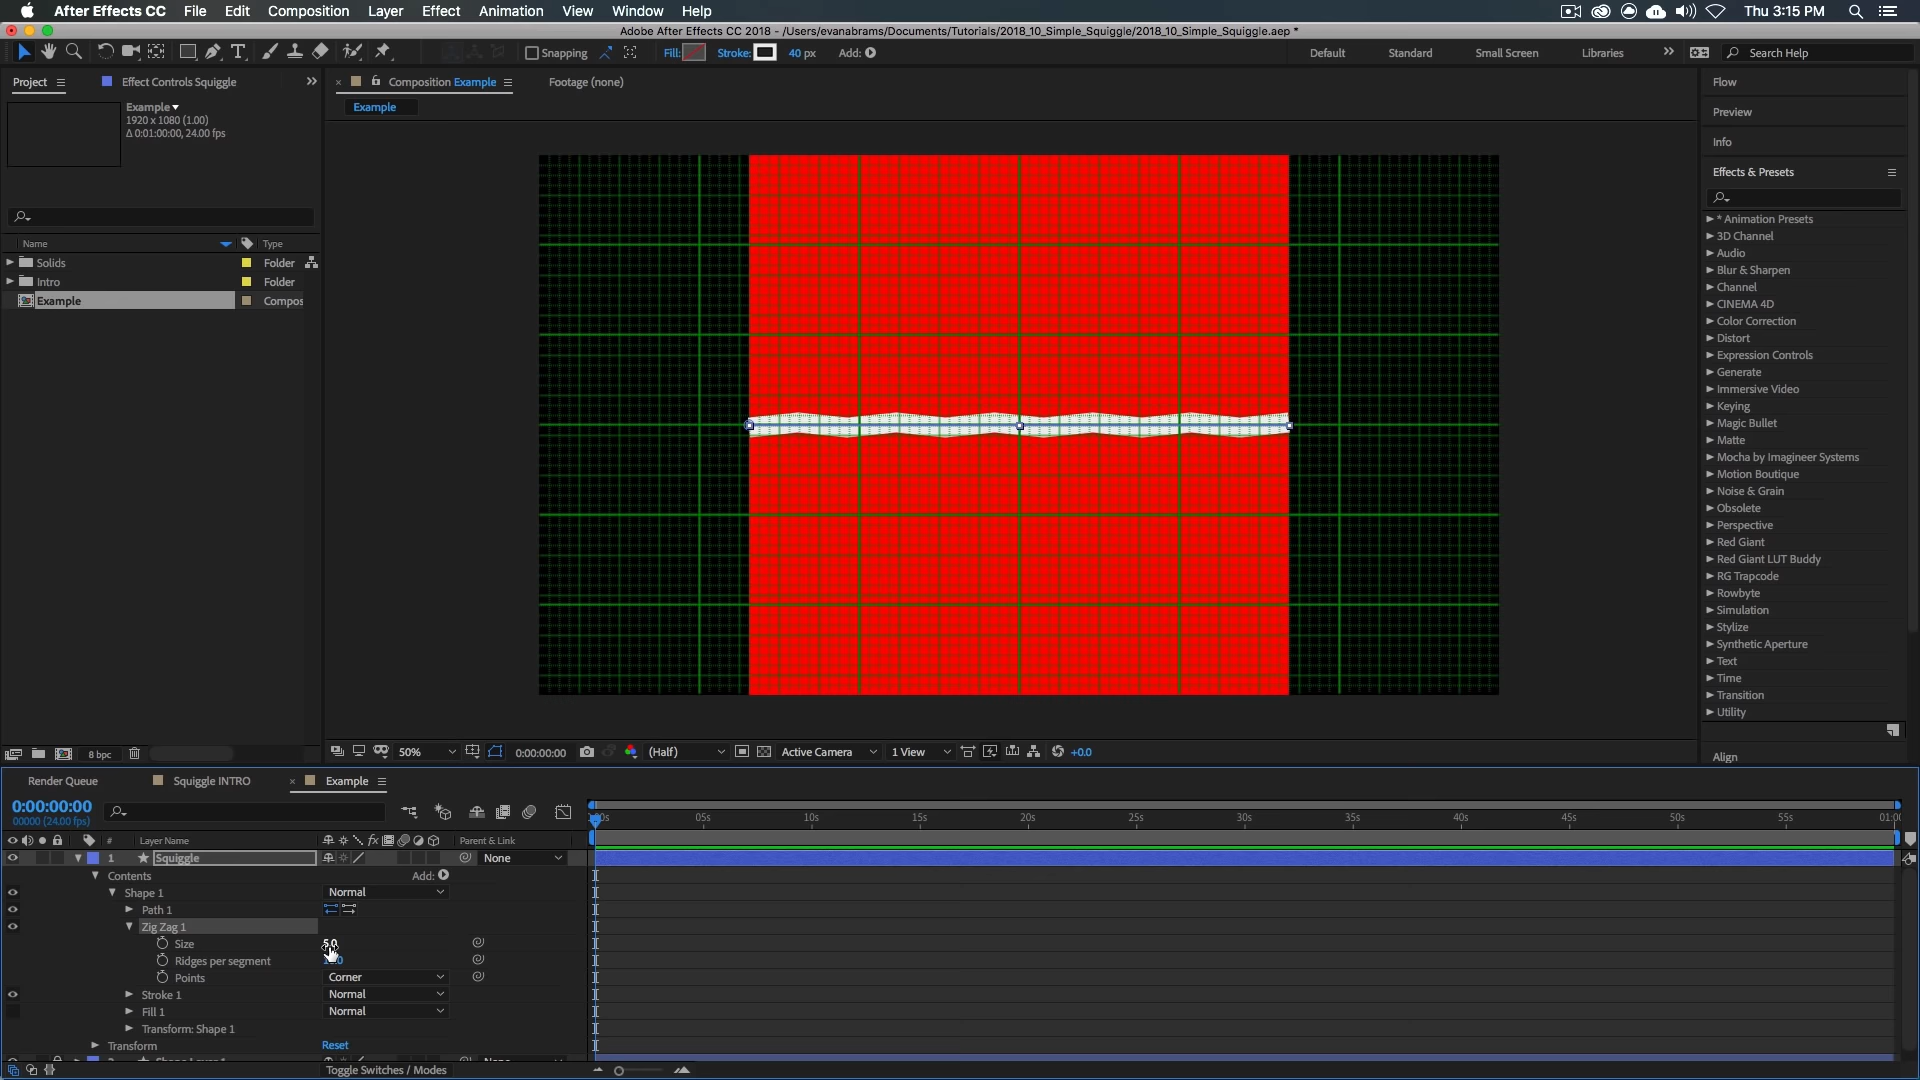 After Effects CC File Edit Composition Layer Effect Animation View Window Help
Thu 3:15 PM
Adobe After Effects CC 2018 - /Users/evanabrams/Documents/Tutorials/2018_10_Simple_Squiggle/2018_10_Simple_Squiggle.aep *
Snapping
Fill:
Stroke:
40 px
Add:
Default
Standard
Small Screen
Libraries
Search Help
Project
Effect Controls Squiggle
Composition Example
Footage (none)
Example
Example
1920 x 1080 (1.00)
Δ 0:01:00:00, 24.00 fps
Name
Type
Solids
Folder
Intro
Folder
Example
Compos
8 bpc
50%
0:00:00:00
(Half)
Active Camera
1 View
+0.0
Flow
Preview
Info
Effects & Presets
* Animation Presets
3D Channel
Audio
Blur & Sharpen
Channel
CINEMA 4D
Color Correction
Distort
Expression Controls
Generate
Immersive Video
Keying
Magic Bullet
Matte
Mocha by Imagineer Systems
Motion Boutique
Noise & Grain
Obsolete
Perspective
Red Giant
Red Giant LUT Buddy
RG Trapcode
Rowbyte
Simulation
Stylize
Synthetic Aperture
Text
Time
Transition
Utility
Align
Render Queue
Squiggle INTRO
Example
0:00:00:00
00000 (24.00 fps)
05s
10s
15s
20s
25s
30s
35s
40s
45s
50s
55s
#
Layer Name
Parent & Link
1
Squiggle
None
Contents
Add:
Shape 1
Normal
Path 1
Zig Zag 1
Size
5.0
Ridges per segment
Points
Corner
Stroke 1
Normal
Fill 1
Normal
Transform: Shape 1
Transform
Reset
Toggle Switches / Modes